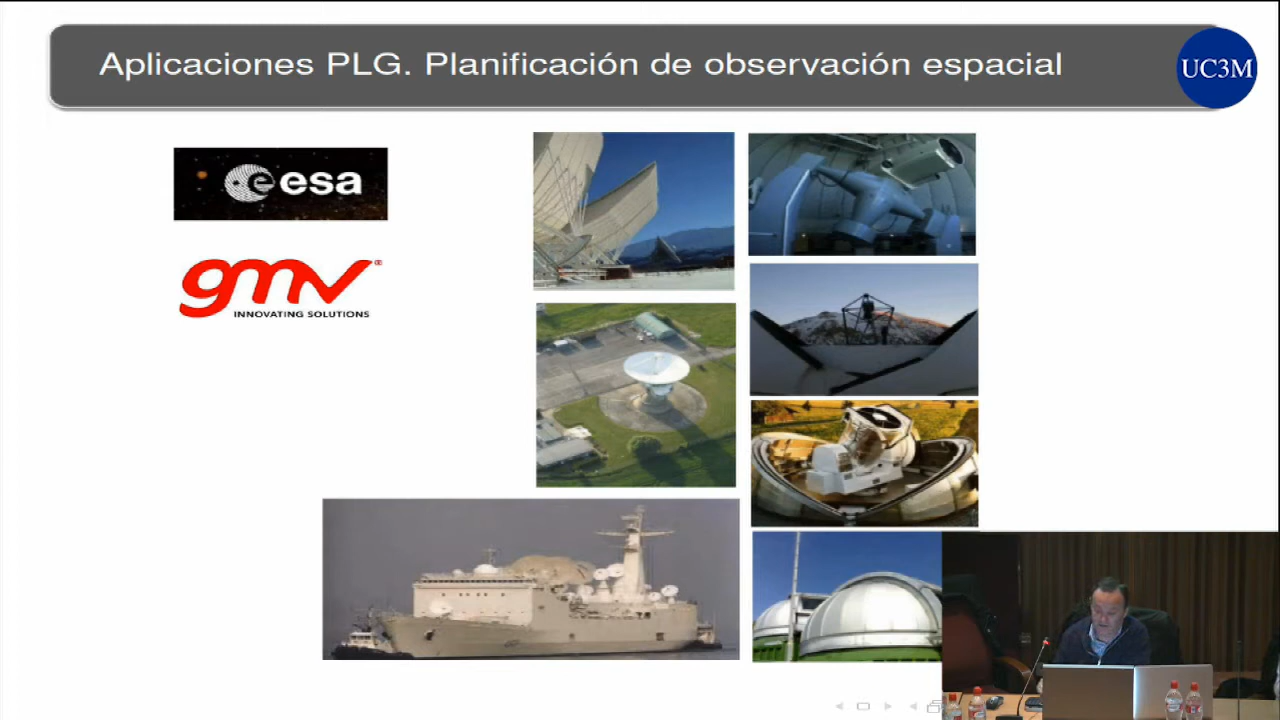 Aplicaciones PLG. Planificación de observación espacial
UC3M
esa
gmv
INNOVATING SOLUTIONS